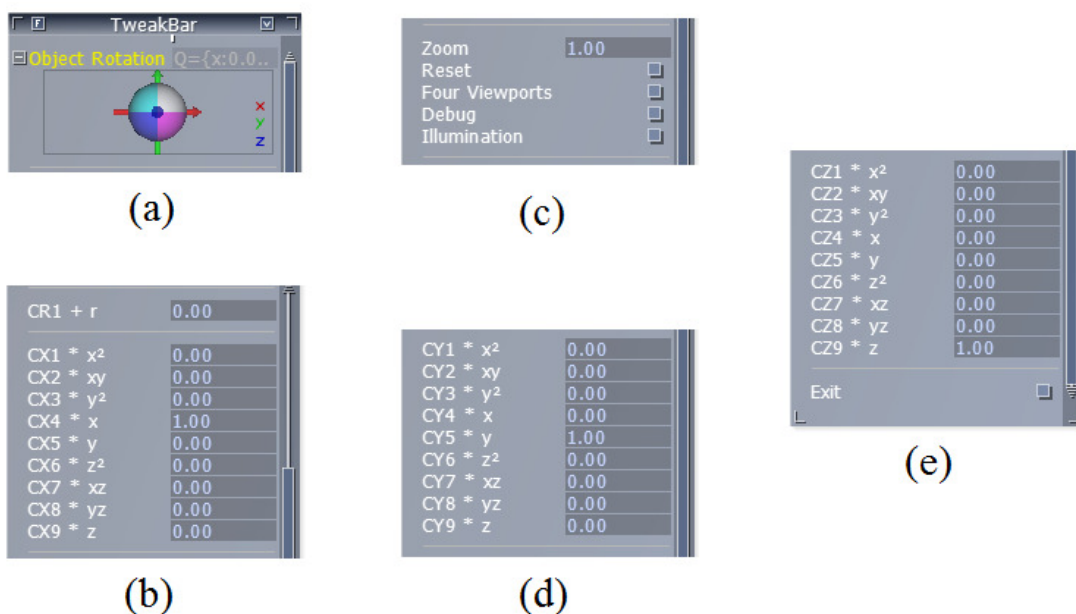 F TweakBar V
Object Rotation Q={x:0.0..
x
y
z
(a)
CR1 + r 0.00
CX1 * x² 0.00
CX2 * xy 0.00
CX3 * y² 0.00
CX4 * x 1.00
CX5 * y 0.00
CX6 * z² 0.00
CX7 * xz 0.00
CX8 * yz 0.00
CX9 * z 0.00
(b)
Zoom 1.00
Reset
Four Viewports
Debug
Illumination
(c)
CY1 * x² 0.00
CY2 * xy 0.00
CY3 * y² 0.00
CY4 * x 0.00
CY5 * y 1.00
CY6 * z² 0.00
CY7 * xz 0.00
CY8 * yz 0.00
CY9 * z 0.00
(d)
CZ1 * x² 0.00
CZ2 * xy 0.00
CZ3 * y² 0.00
CZ4 * x 0.00
CZ5 * y 0.00
CZ6 * z² 0.00
CZ7 * xz 0.00
CZ8 * yz 0.00
CZ9 * z 1.00
Exit
(e)